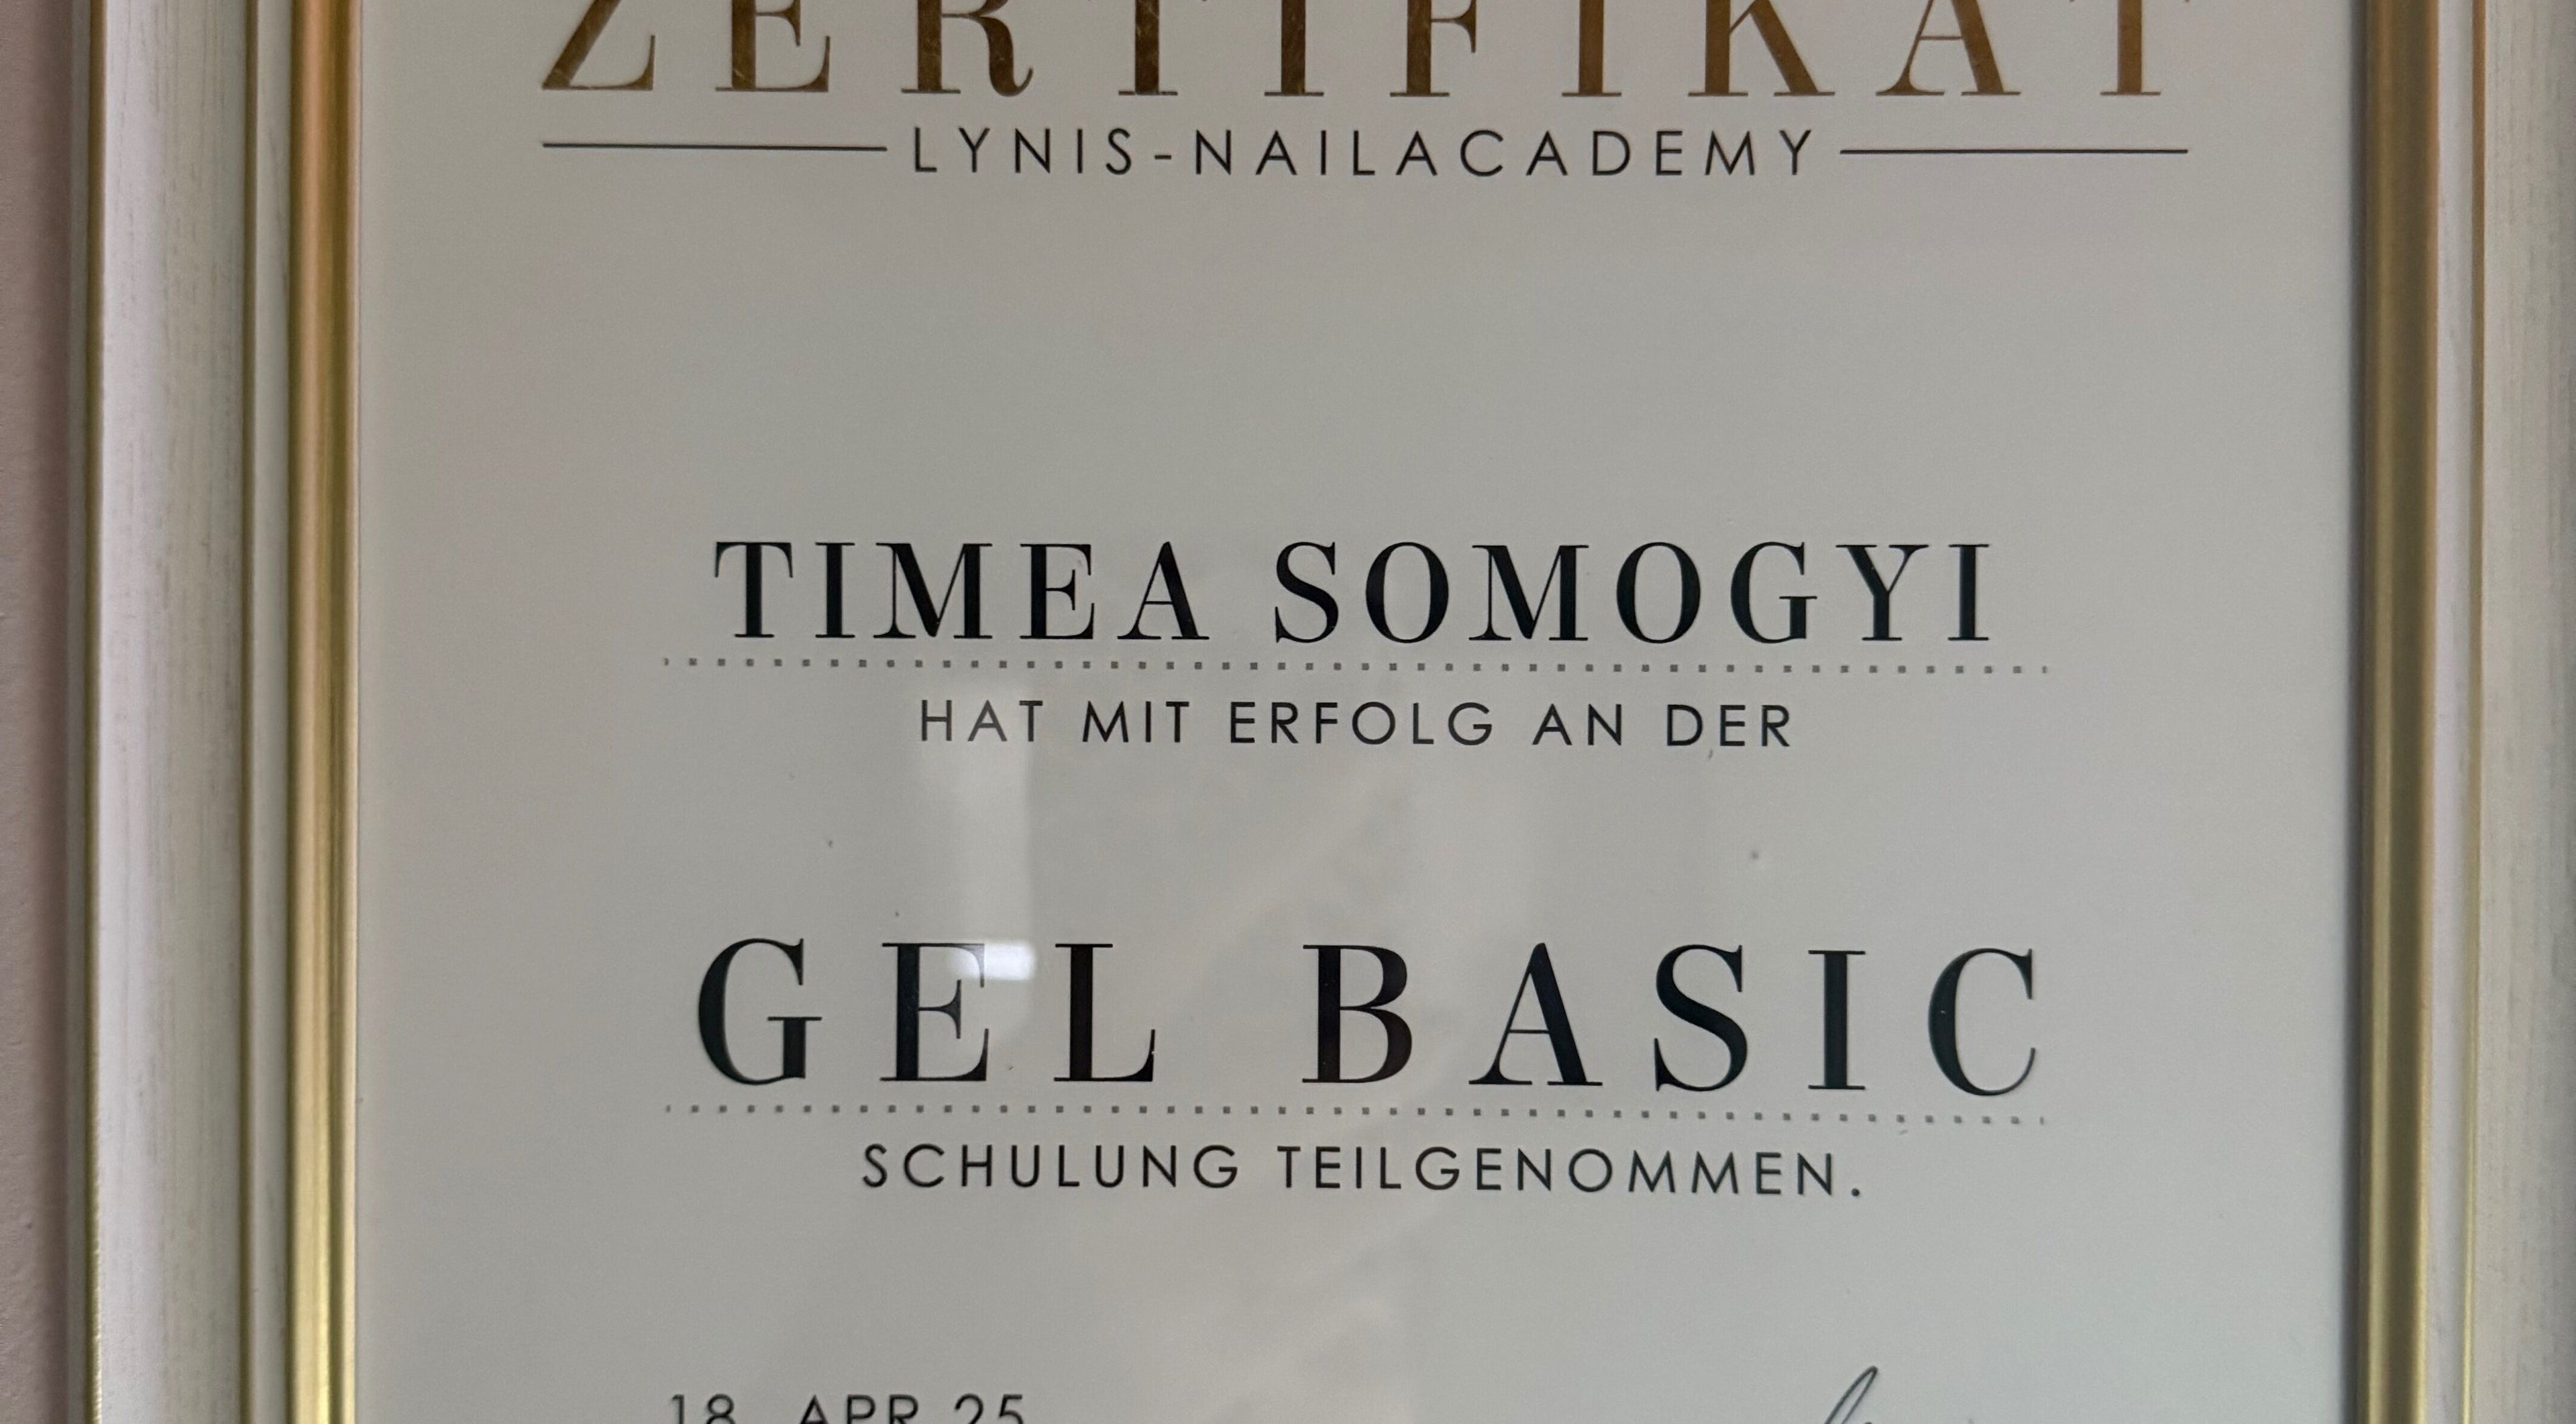 ZERTIFIKAT
LYNIS-NAILACADEMY
TIMEA SOMOGYI
HAT MIT ERFOLG AN DER
GEL BASIC
SCHULUNG TEILGENOMMEN.
18. APR 25